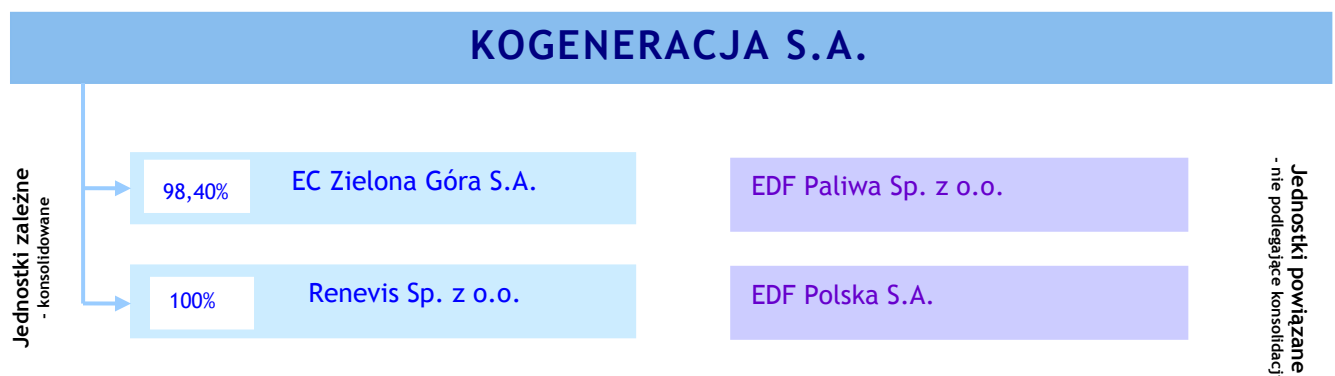 KOGENERACJA S.A.
Jednostki zależne
- konsolidowane
98,40%
EC Zielona Góra S.A.
100%
Renevis Sp. z o.o.
EDF Paliwa Sp. z o.o.
EDF Polska S.A.
Jednostki powiązane
- nie podlegające konsolidacj